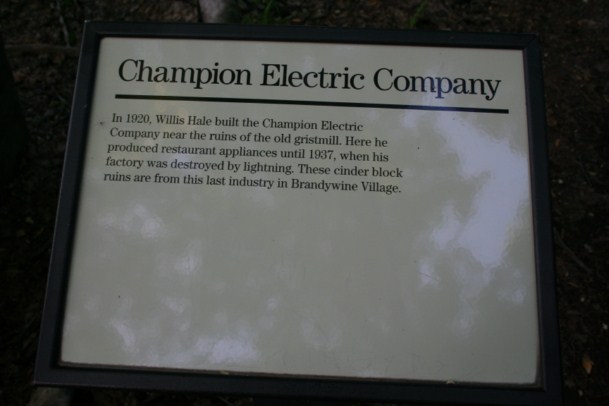 Champion Electric Company
In 1920, Willis Hale built the Champion Electric
Company near the ruins of the old gristmill. Here he
produced restaurant appliances until 1937, when his
factory was destroyed by lightning. These cinder block
ruins are from this last industry in Brandywine Village.